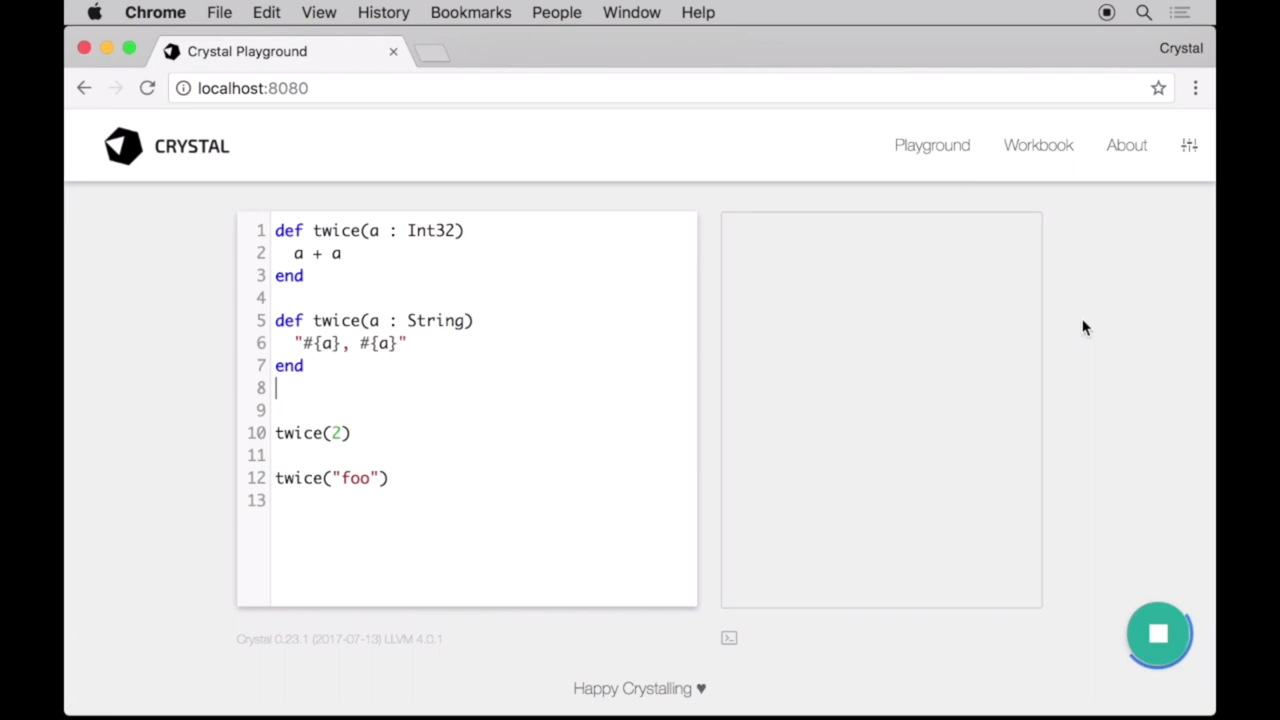 Chrome File Edit View History Bookmarks People Window Help
Crystal Playground
Crystal
localhost:8080
CRYSTAL
Playground Workbook About
1 def twice(a : Int32)
2   a + a
3 end
4
5 def twice(a : String)
6   "#{a}, #{a}"
7 end
8
9
10 twice(2)
11
12 twice("foo")
13
Crystal 0.23.1 (2017-07-13) LLVM 4.0.1
Happy Crystalling ♥